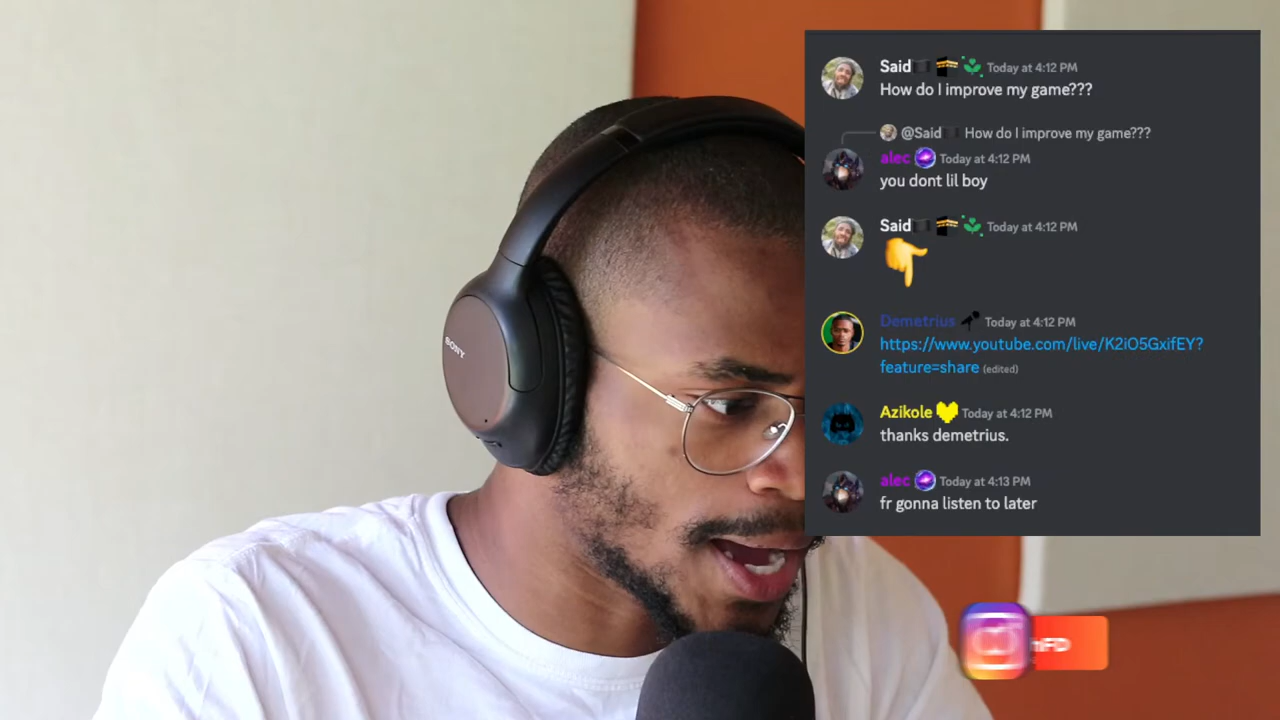 SONY
Said Today at 4:12 PM
How do I improve my game???
@Said How do I improve my game???
alec Today at 4:12 PM
you dont lil boy
Said Today at 4:12 PM
Demetrius Today at 4:12 PM
https://www.youtube.com/live/K2iO5GxifEY?
feature=share (edited)
Azikole Today at 4:12 PM
thanks demetrius.
alec Today at 4:13 PM
fr gonna listen to later